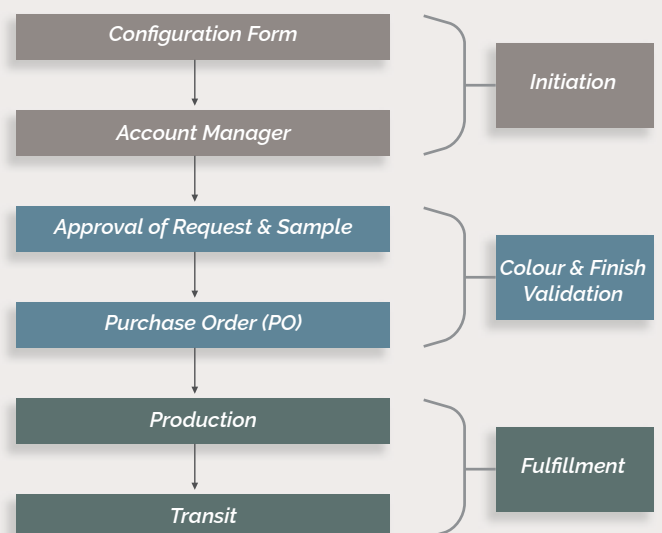 Configuration Form
Initiation
Account Manager
Approval of Request & Sample
Colour & Finish
Validation
Purchase Order (PO)
Production
Fulfillment
Transit